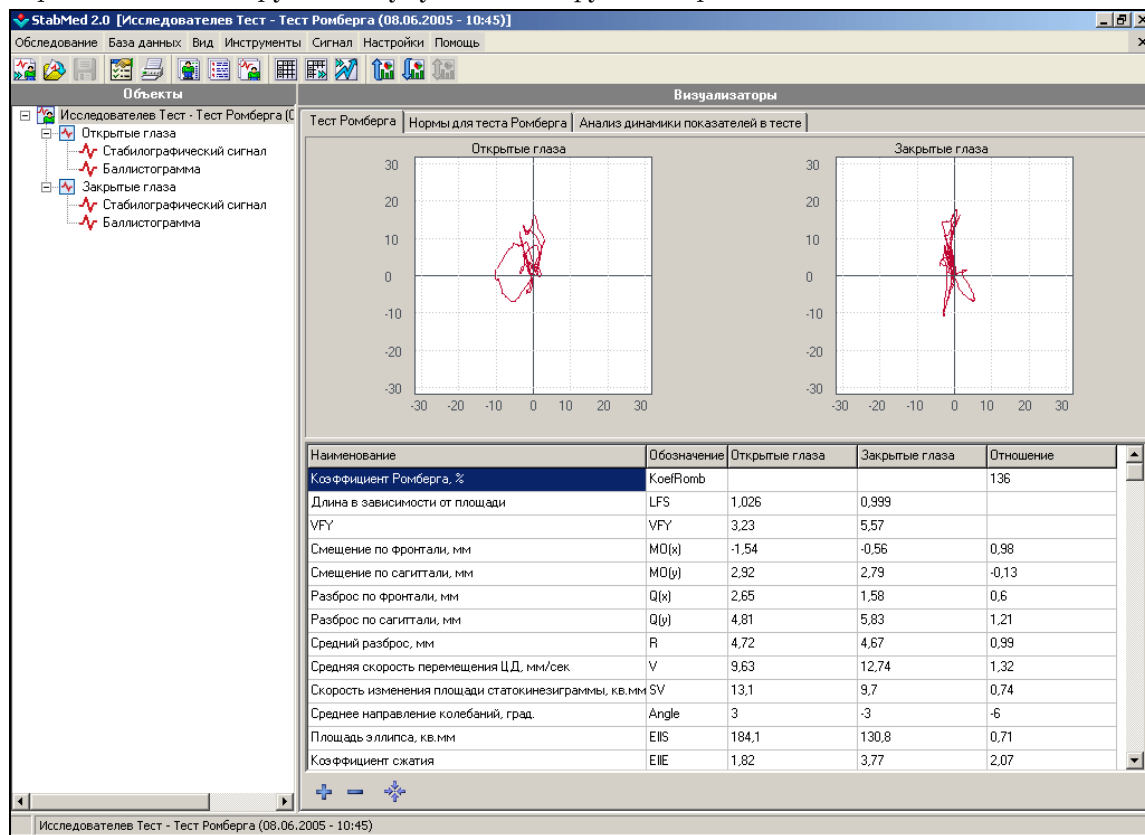 StabMed 2.0 [Исследователев Тест - Тест Ромберга (08.06.2005 - 10:45)]
Обследование База данных Вид Инструменты Сигнал Настройки Помощь
Объекты
Исследователев Тест - Тест Ромберга (0
Открытые глаза
Стабилографический сигнал
Баллистограмма
Закрытые глаза
Стабилографический сигнал
Баллистограмма
Визуализаторы
Тест Ромберга Нормы для теста Ромберга Анализ динамики показателей в тесте
Открытые глаза
30
20
10
0
-10
-20
-30
-30 -20 -10 0 10 20 30
Закрытые глаза
30
20
10
0
-10
-20
-30
-30 -20 -10 0 10 20 30
Наименование Обозначение Открытые глаза Закрытые глаза Отношение
Коэффициент Ромберга, % KoefRomb 136
Длина в зависимости от площади LFS 1,026 0,999
VFY VFY 3,23 5,57
Смещение по фронтали, мм MO(x) -1,54 -0,56 0,98
Смещение по сагиттали, мм MO(y) 2,92 2,79 -0,13
Разброс по фронтали, мм Q(x) 2,65 1,58 0,6
Разброс по сагиттали, мм Q(y) 4,81 5,83 1,21
Средний разброс, мм R 4,72 4,67 0,99
Средняя скорость перемещения ЦД, мм/сек V 9,63 12,74 1,32
Скорость изменения площади статокинезиграммы, кв.мм SV 13,1 9,7 0,74
Среднее направление колебаний, град. Angle 3 -3 -6
Площадь эллипса, кв.мм EllS 184,1 130,8 0,71
Коэффициент сжатия EllE 1,82 3,77 2,07
Исследователев Тест - Тест Ромберга (08.06.2005 - 10:45)